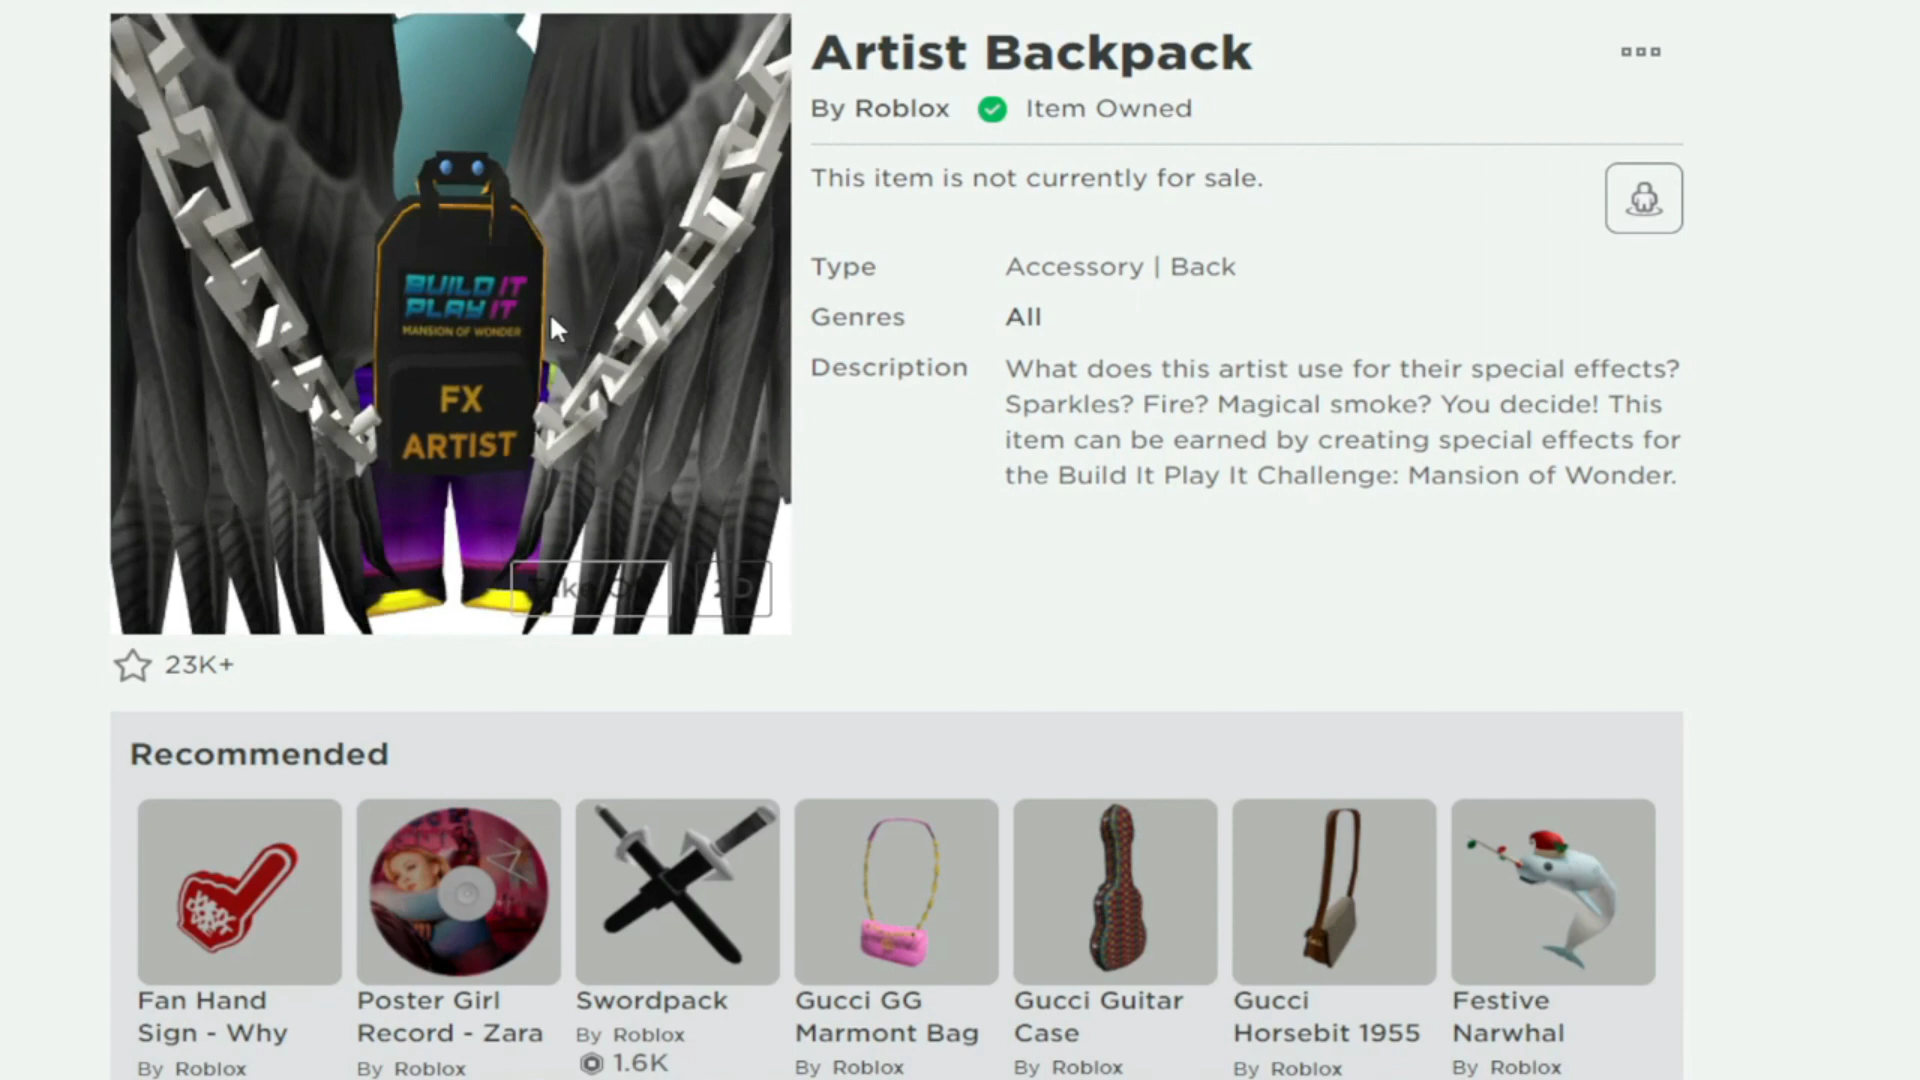 Artist Backpack
By Roblox Item Owned
This item is not currently for sale.
Type Accessory | Back
Genres All
Description What does this artist use for their special effects?
Sparkles? Fire? Magical smoke? You decide! This
item can be earned by creating special effects for
the Build It Play It Challenge: Mansion of Wonder.
BUILD IT
PLAY IT
MANSION OF WONDER
FX
ARTIST
2D
23K+
Recommended
Fan Hand
Sign - Why
By Roblox
Poster Girl
Record - Zara
By Roblox
Swordpack
By Roblox
1.6K
Gucci GG
Marmont Bag
By Roblox
Gucci Guitar
Case
By Roblox
Gucci
Horsebit 1955
By Roblox
Festive
Narwhal
By Roblox